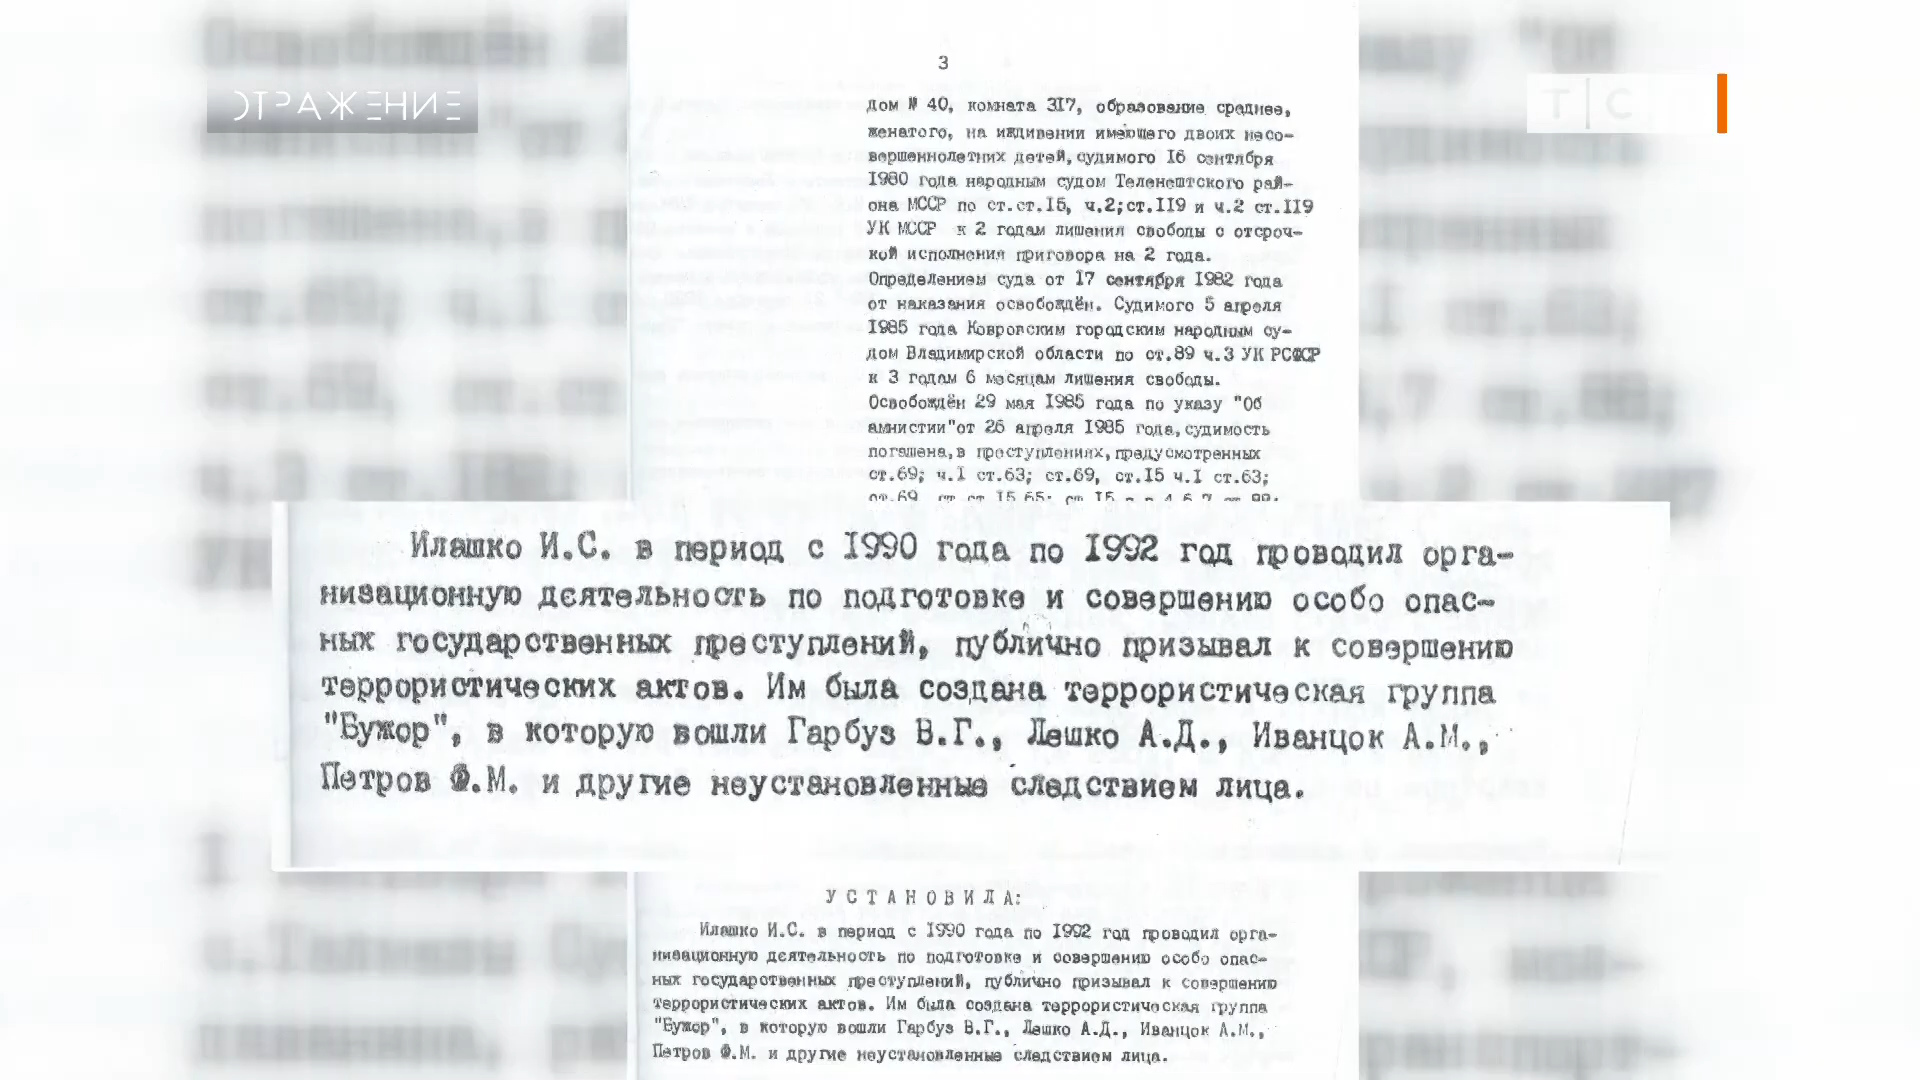 ОТРАЖЕНИЕ
Т|С
3
дом № 40, комната 317, образование среднее,
женатого, на иждивении имеющего двоих несо-
вершеннолетних детей,судимого 16 сентября
1980 года народным судом Теленештского рай-
она МССР по ст.ст.15, ч.2;ст.119 и ч.2 ст.119
УК МССР к 2 годам лишения свободы с отсроч-
кой исполнения приговора на 2 года.
Определением суда от 17 сентября 1982 года
от наказания освобождён. Судимого 5 апреля
1985 года Ковровским городским народным су-
дом Владимирской области по ст.89 ч.3 УК РСФСР
к 3 годам 6 месяцам лишения свободы.
Освобождён 29 мая 1985 года по указу "Об
амнистии"от 26 апреля 1985 года,судимость
погашена,в преступлениях,предусмотренных
ст.69; ч.1 ст.63; ст.69, ст.15 ч.1 ст.63;
Илашко И.С. в период с 1990 года по 1992 год проводил орга-
низационную деятельность по подготовке и совершению особо опас-
ных государственных преступлений, публично призывал к совершению
террористических актов. Им была создана террористическая группа
"Бужор", в которую вошли Гарбуз В.Г., Лешко А.Д., Иванцок А.М.,
Петров Ф.М. и другие неустановленные следствием лица.
У С Т А Н О В И Л А:
Илашко И.С. в период с 1990 года по 1992 год проводил орга-
низационную деятельность по подготовке и совершению особо опас-
ных государственных преступлений, публично призывал к совершению
террористических актов. Им была создана террористическая группа
"Бужор", в которую вошли Гарбуз В.Г., Лешко А.Д., Иванцок А.М.,
Петров Ф.М. и другие неустановленные следствием лица.